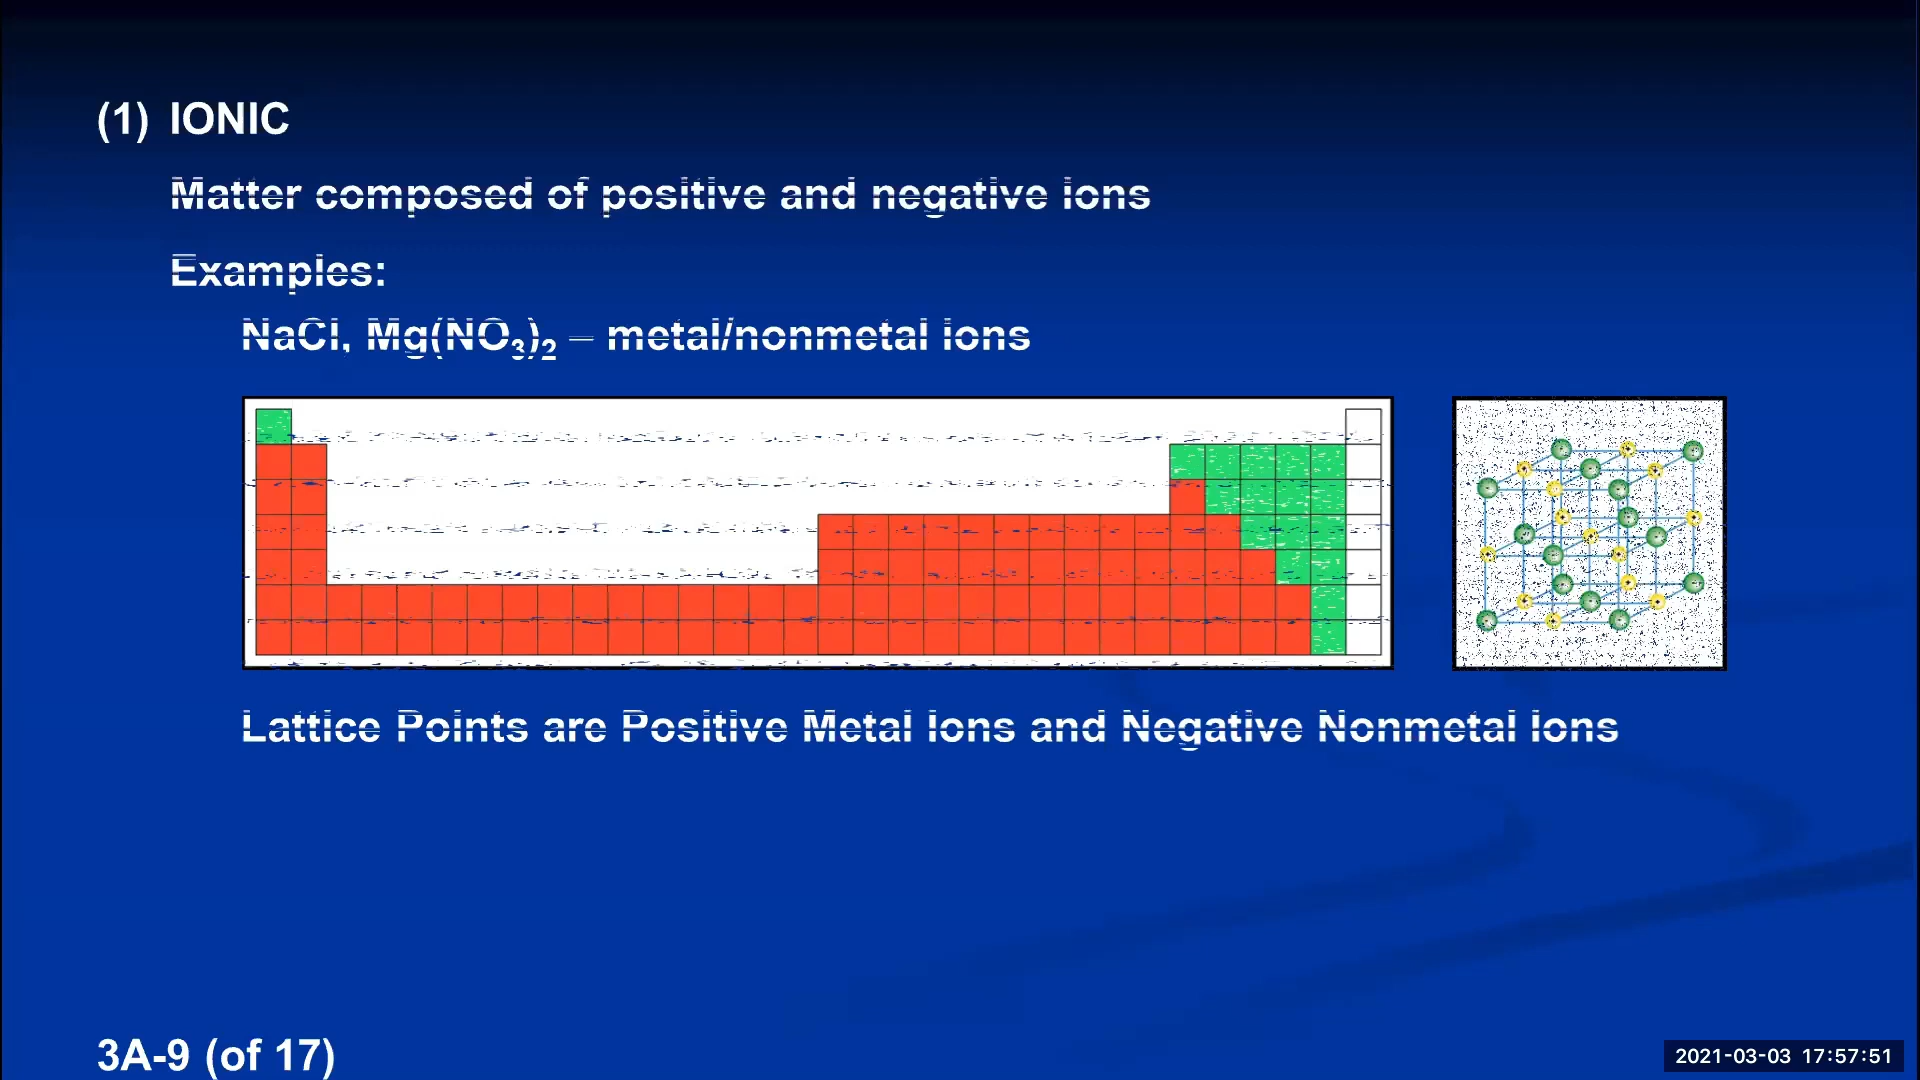 (1) IONIC
Matter composed of positive and negative ions
Examples:
NaCl, Mg(NO₃)₂ – metal/nonmetal ions
Lattice Points are Positive Metal Ions and Negative Nonmetal Ions
3A-9 (of 17)
2021-03-03 17:57:51